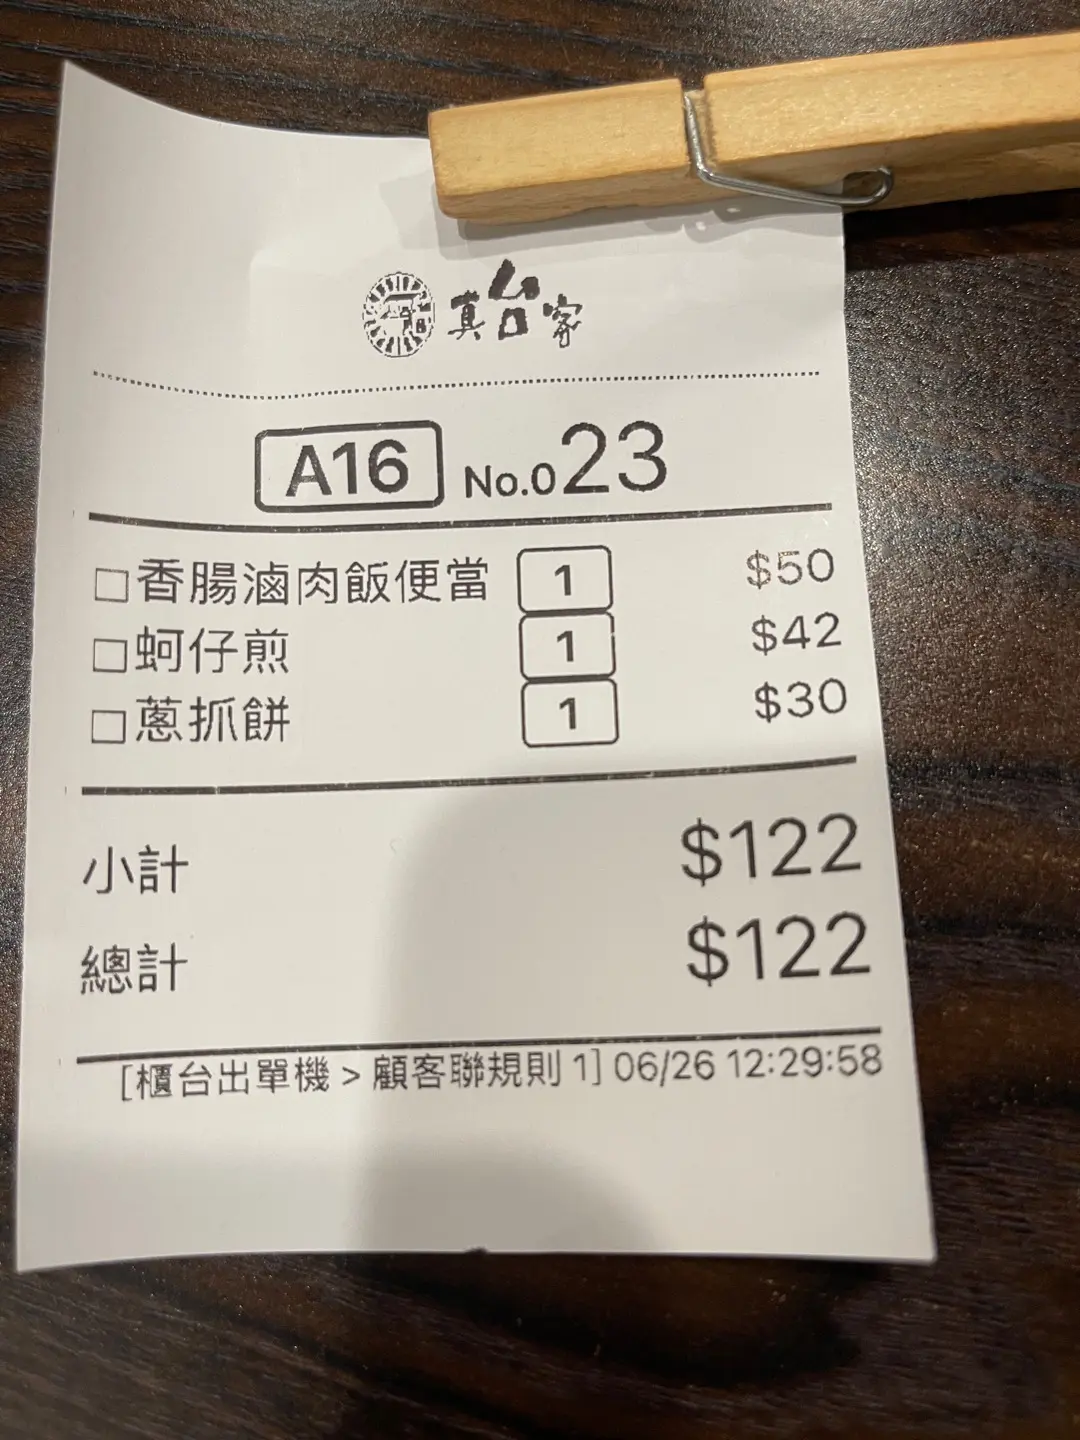 真台客
A16 No.023
□香腸滷肉飯便當 1 $50
□蚵仔煎 1 $42
□蔥抓餅 1 $30
小計 $122
總計 $122
[櫃台出單機 > 顧客聯規則 1] 06/26 12:29:58